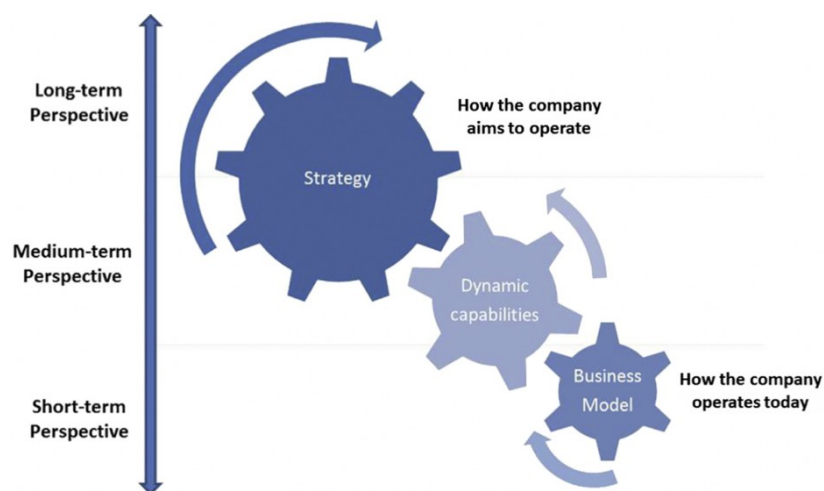 Long-term
Perspective
How the company
aims to operate
Strategy
Medium-term
Perspective
Dynamic
capabilities
Business
Model
How the company
operates today
Short-term
Perspective